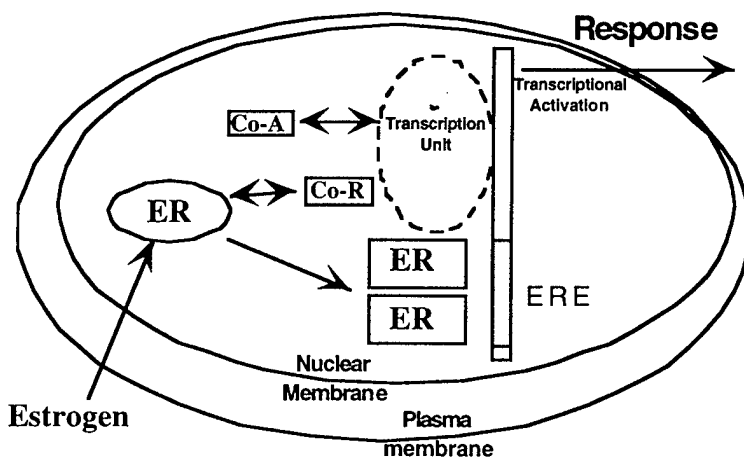 Response
Transcriptional
Activation
Co-A
Transcription
Unit
Co-R
ER
ER
ER
ERE
Nuclear
Membrane
Estrogen
Plasma
membrane